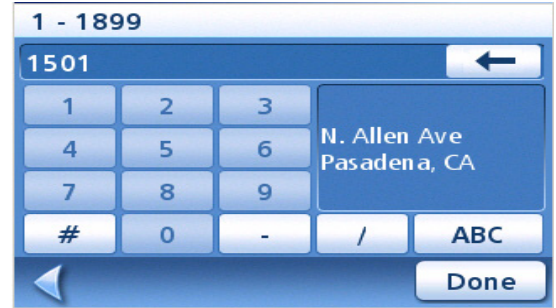 1 - 1899
1501
1 2 3
4 5 6
7 8 9
N. Allen Ave
Pasadena, CA
# 0 - / ABC
Done